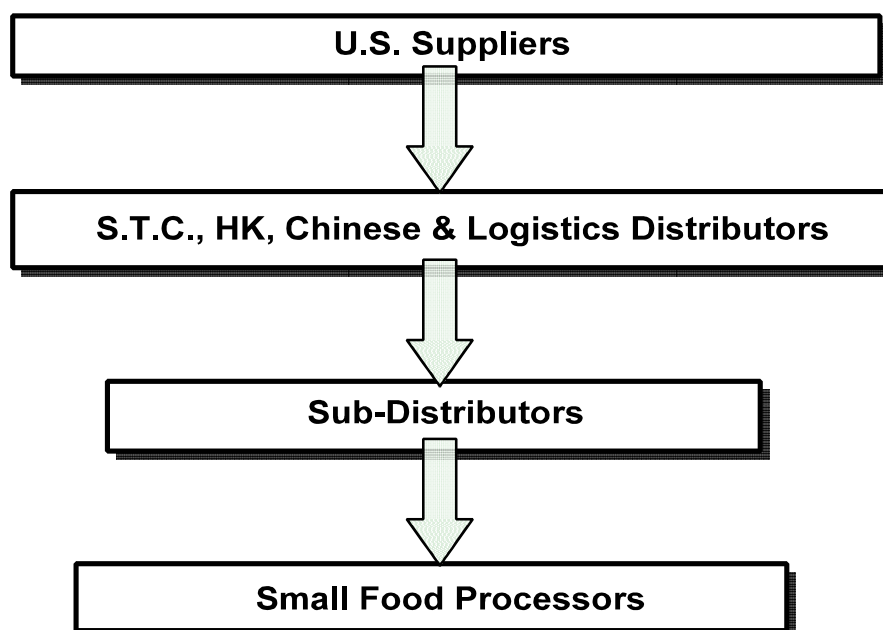 U.S. Suppliers
S.T.C., HK, Chinese & Logistics Distributors
Sub-Distributors
Small Food Processors